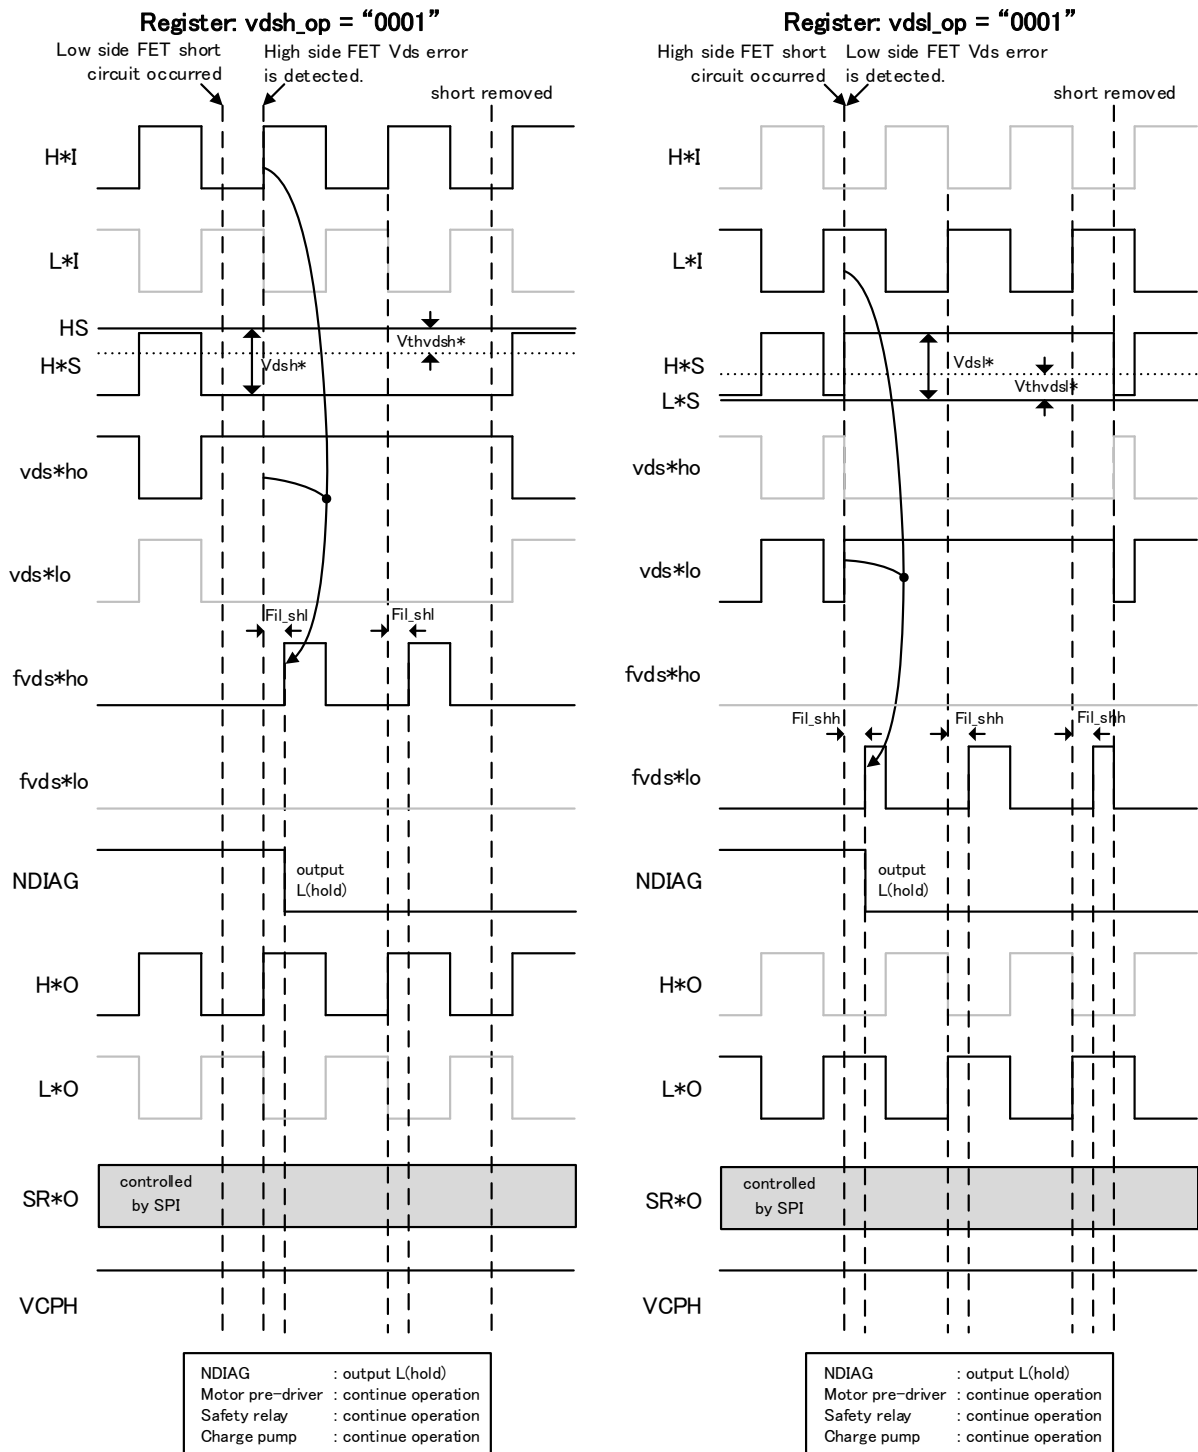 Register: vdsh_op = “0001”
Low side FET short
circuit occurred
High side FET Vds error
is detected.
short removed
H*I
L*I
HS
Vthvdsh*
H*S
Vdsh*
vds*ho
vds*lo
Fil_shl
Fil_shl
fvds*ho
fvds*lo
NDIAG
output
L(hold)
H*O
L*O
SR*O
controlled
by SPI
VCPH
NDIAG : output L(hold)
Motor pre-driver : continue operation
Safety relay : continue operation
Charge pump : continue operation
Register: vdsl_op = “0001”
High side FET short
circuit occurred
Low side FET Vds error
is detected.
short removed
H*I
L*I
H*S
Vdsl*
Vthvdsl*
L*S
vds*ho
vds*lo
fvds*ho
Fil_shh
Fil_shh
Fil_shh
fvds*lo
NDIAG
output
L(hold)
H*O
L*O
SR*O
controlled
by SPI
VCPH
NDIAG : output L(hold)
Motor pre-driver : continue operation
Safety relay : continue operation
Charge pump : continue operation